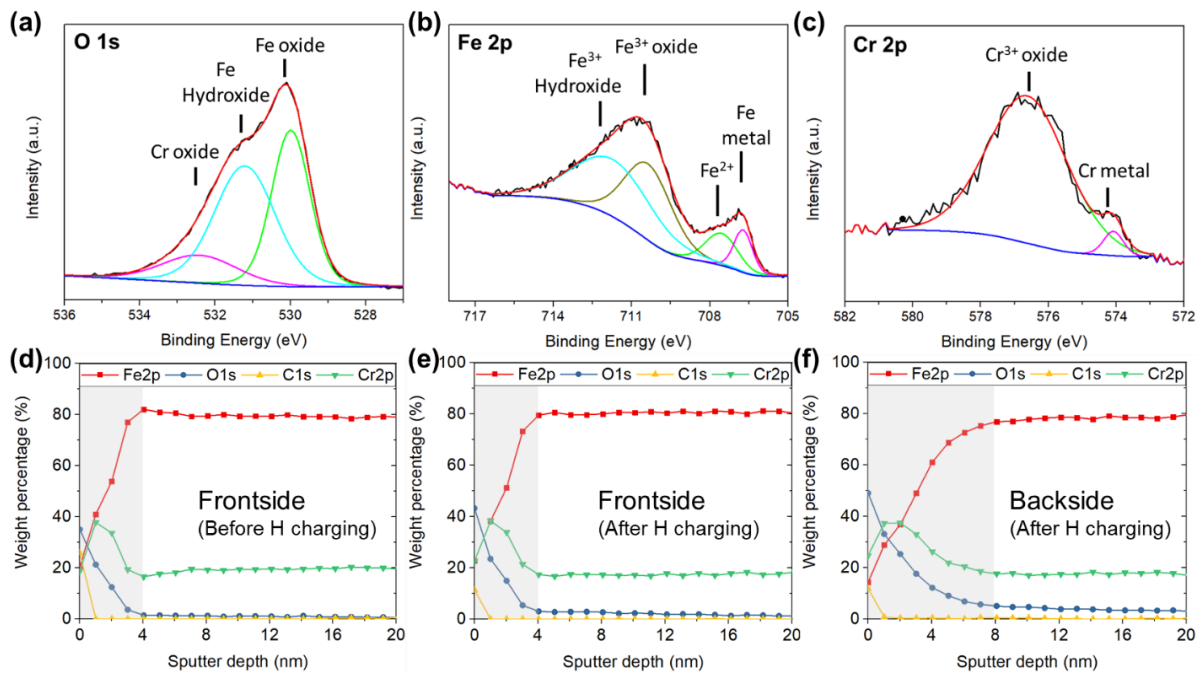 (a)
O 1s
Fe oxide
Fe
Hydroxide
Cr oxide
Intensity (a.u.)
536
534
533
531
530
528
Binding Energy (eV)
(b)
Fe 2p
Fe³⁺ oxide
Fe³⁺
Hydroxide
Fe
metal
Fe²⁺
Intensity (a.u.)
717
714
711
708
705
Binding Energy (eV)
(c)
Cr 2p
Cr³⁺ oxide
Cr metal
Intensity (a.u.)
582
580
578
576
574
572
Binding Energy (eV)
(d)
Fe2p O1s C1s Cr2p
Weight percentage (%)
100
80
60
40
20
0
Frontside
(Before H charging)
0 4 8 12 16 20
Sputter depth (nm)
(e)
Fe2p O1s C1s Cr2p
Weight percentage (%)
100
80
60
40
20
0
Frontside
(After H charging)
0 4 8 12 16 20
Sputter depth (nm)
(f)
Fe2p O1s C1s Cr2p
Weight percentage (%)
100
80
60
40
20
0
Backside
(After H charging)
0 4 8 12 16 20
Sputter depth (nm)